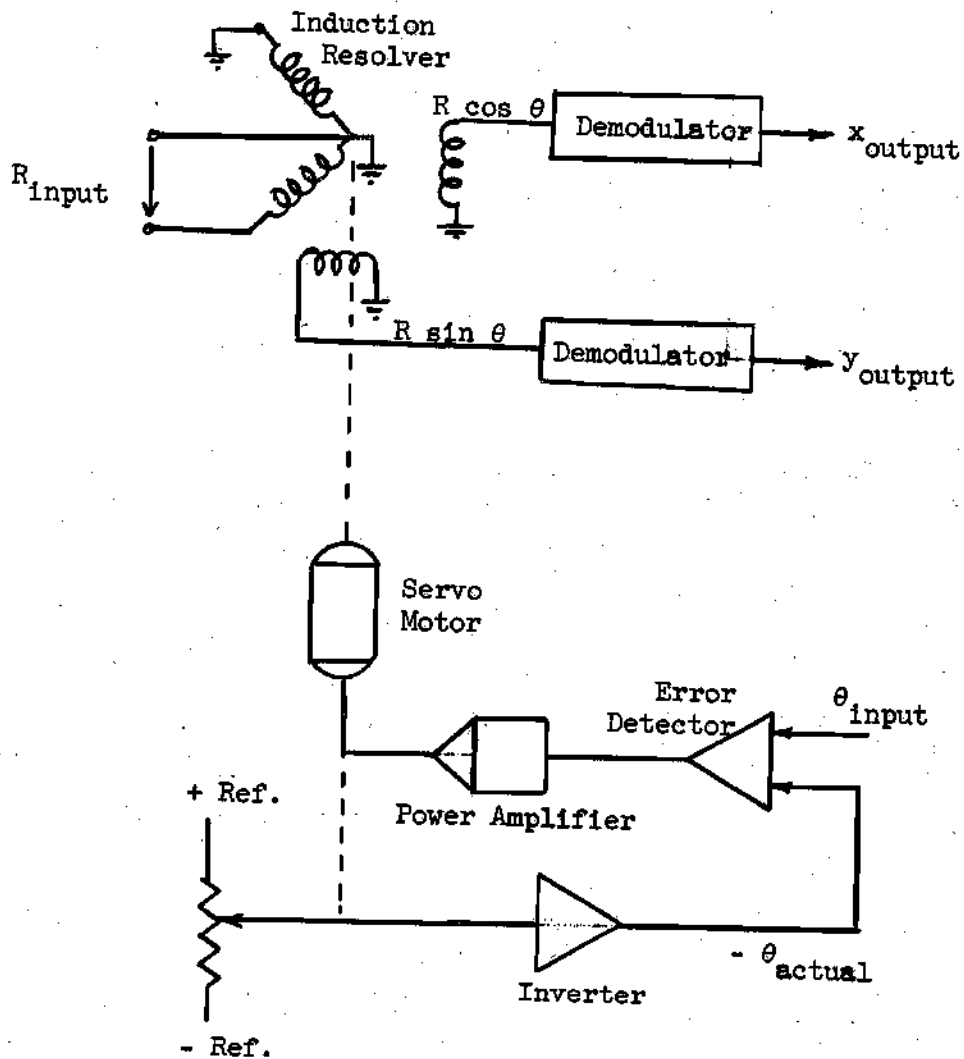 Induction
Resolver
R cos θ
Demodulator
x output
R input
R sin θ
Demodulator
y output
Servo
Motor
Error
Detector
θ input
+ Ref.
Power Amplifier
- θ actual
Inverter
- Ref.